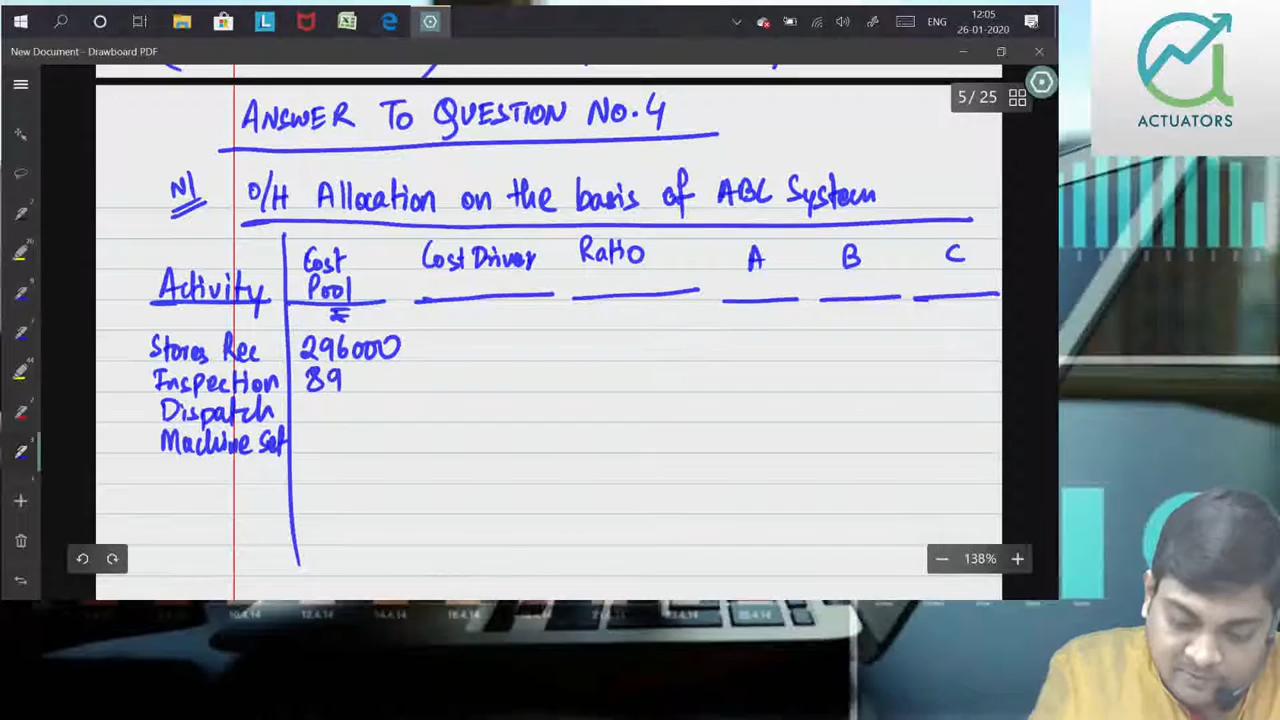 ENG
12:05
26-01-2020
New Document - Drawboard PDF
5 / 25
ACTUATORS
ANSWER TO QUESTION NO. 4
N1 O/H Allocation on the basis of ABC System
Activity Cost Pool Cost Driver Ratio A B C
Stores Rec 296000
Inspection 89
Dispatch
Machine Set
138%